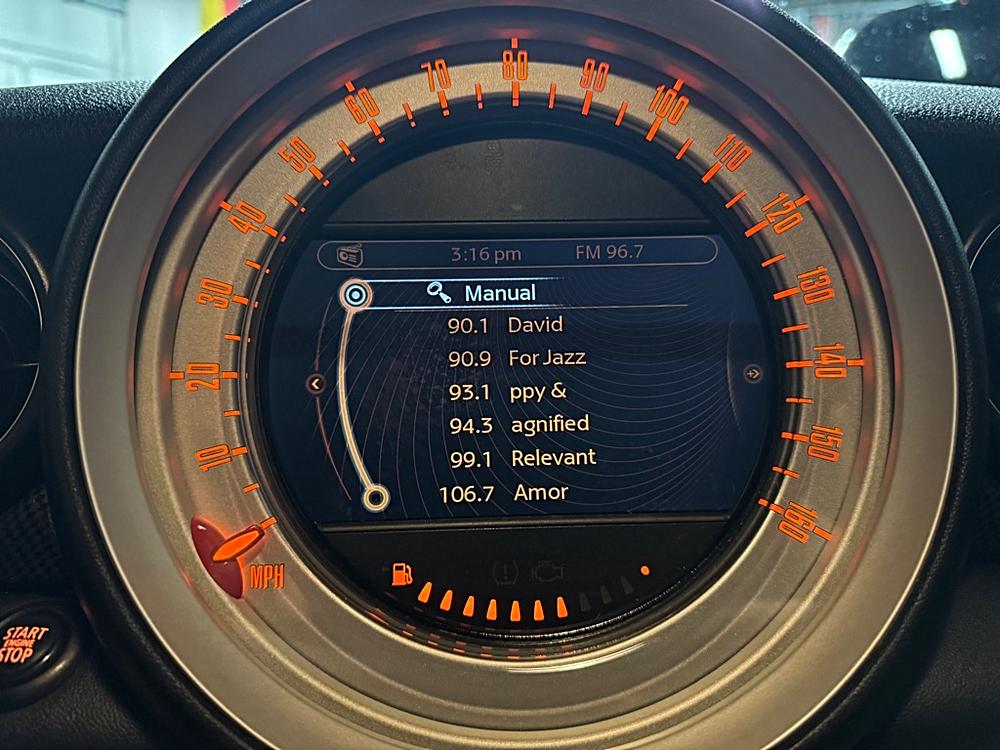 10
20
30
40
50
60
70
80
90
100
110
120
130
140
150
160
MPH
3:16 pm FM 96.7
Manual
90.1 David
90.9 For Jazz
93.1 ppy &
94.3 agnified
99.1 Relevant
106.7 Amor
START
ENGINE
STOP